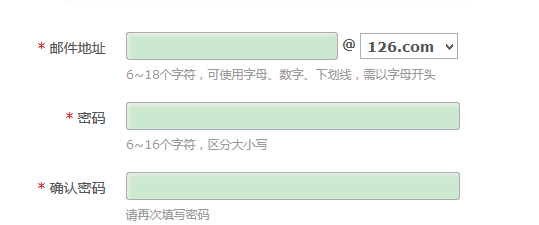 * 邮件地址 @ 126.com
6~18个字符，可使用字母、数字、下划线，需以字母开头
* 密码
6~16个字符，区分大小写
* 确认密码
请再次填写密码